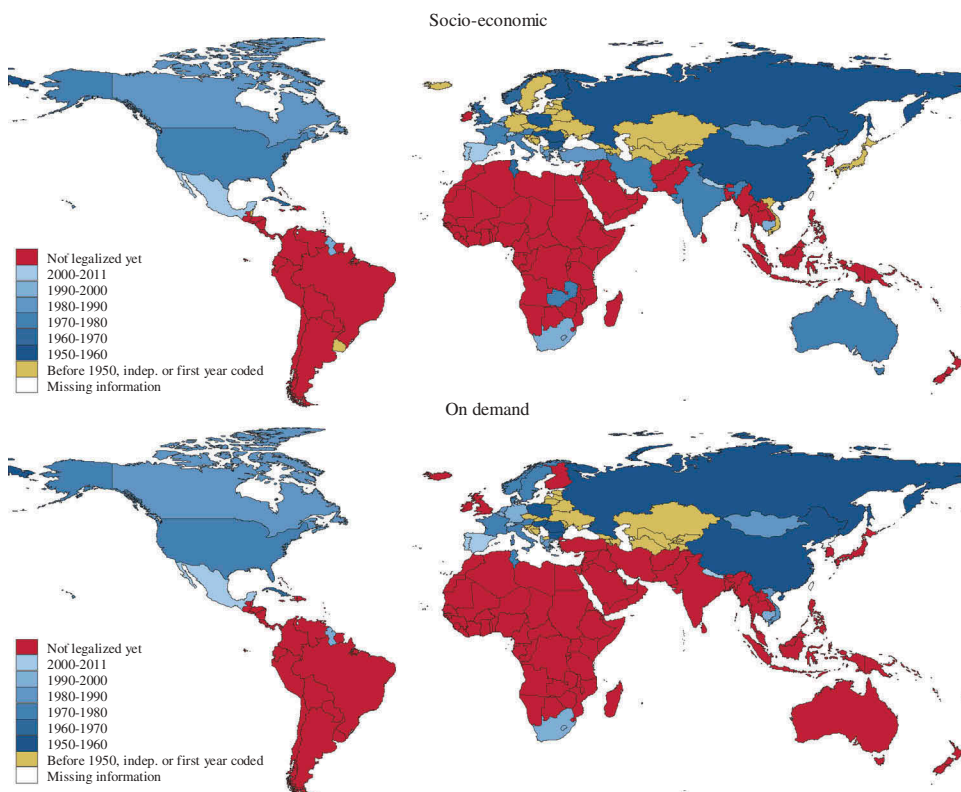 Socio-economic
Not legalized yet
2000-2011
1990-2000
1980-1990
1970-1980
1960-1970
1950-1960
Before 1950, indep. or first year coded
Missing information
On demand
Not legalized yet
2000-2011
1990-2000
1980-1990
1970-1980
1960-1970
1950-1960
Before 1950, indep. or first year coded
Missing information